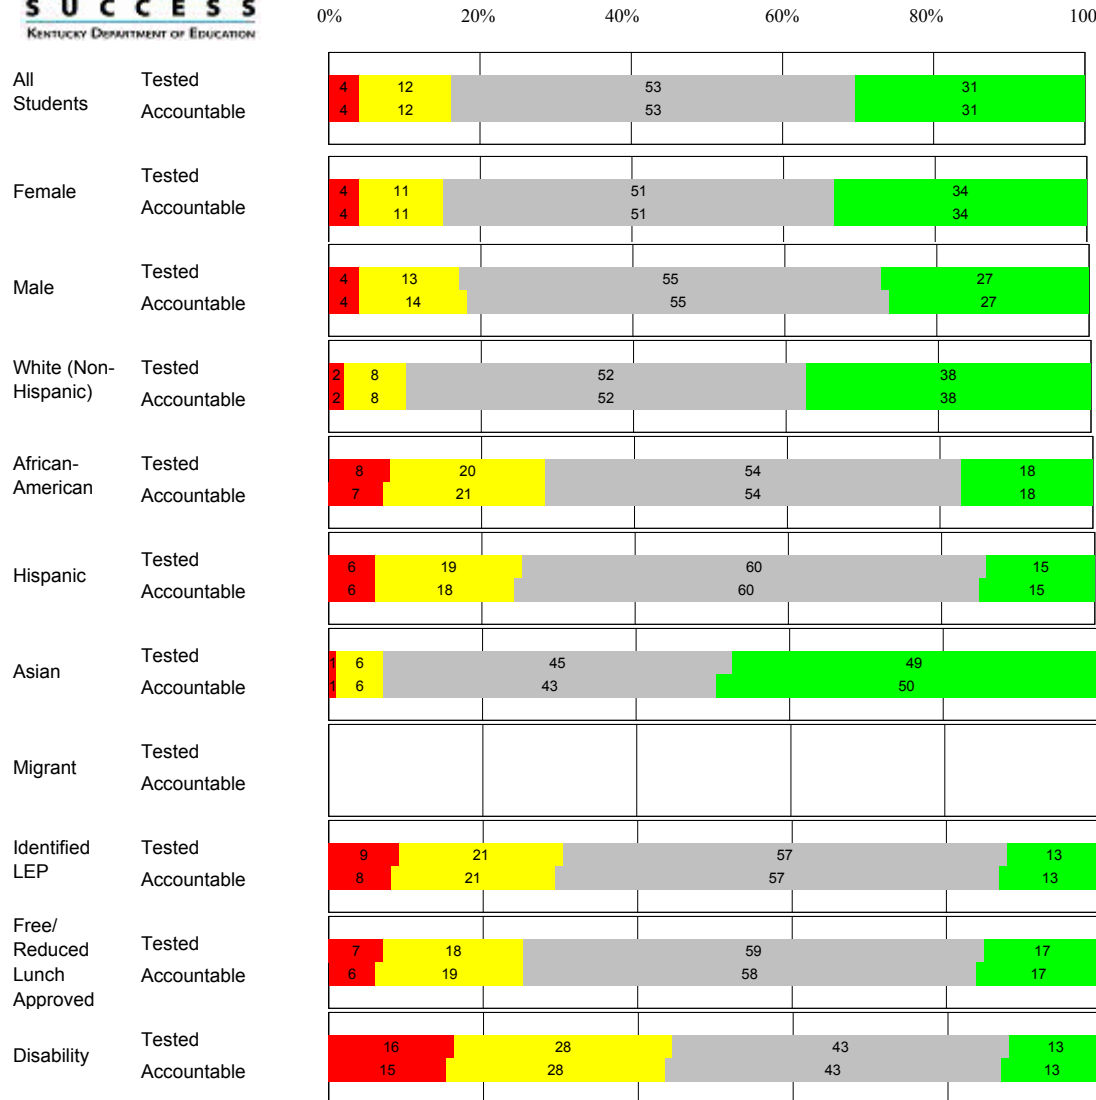 S U C C E S S
KENTUCKY DEPARTMENT OF EDUCATION
0% 20% 40% 60% 80% 100
All Students
Tested 4 12 53 31
Accountable 4 12 53 31
Female
Tested 4 11 51 34
Accountable 4 11 51 34
Male
Tested 4 13 55 27
Accountable 4 14 55 27
White (Non-
Hispanic)
Tested 2 8 52 38
Accountable 2 8 52 38
African-
American
Tested 8 20 54 18
Accountable 7 21 54 18
Hispanic
Tested 6 19 60 15
Accountable 6 18 60 15
Asian
Tested 1 6 45 49
Accountable 1 6 43 50
Migrant
Tested
Accountable
Identified
LEP
Tested 9 21 57 13
Accountable 8 21 57 13
Free/
Reduced
Lunch
Approved
Tested 7 18 59 17
Accountable 6 19 58 17
Disability
Tested 16 28 43 13
Accountable 15 28 43 13